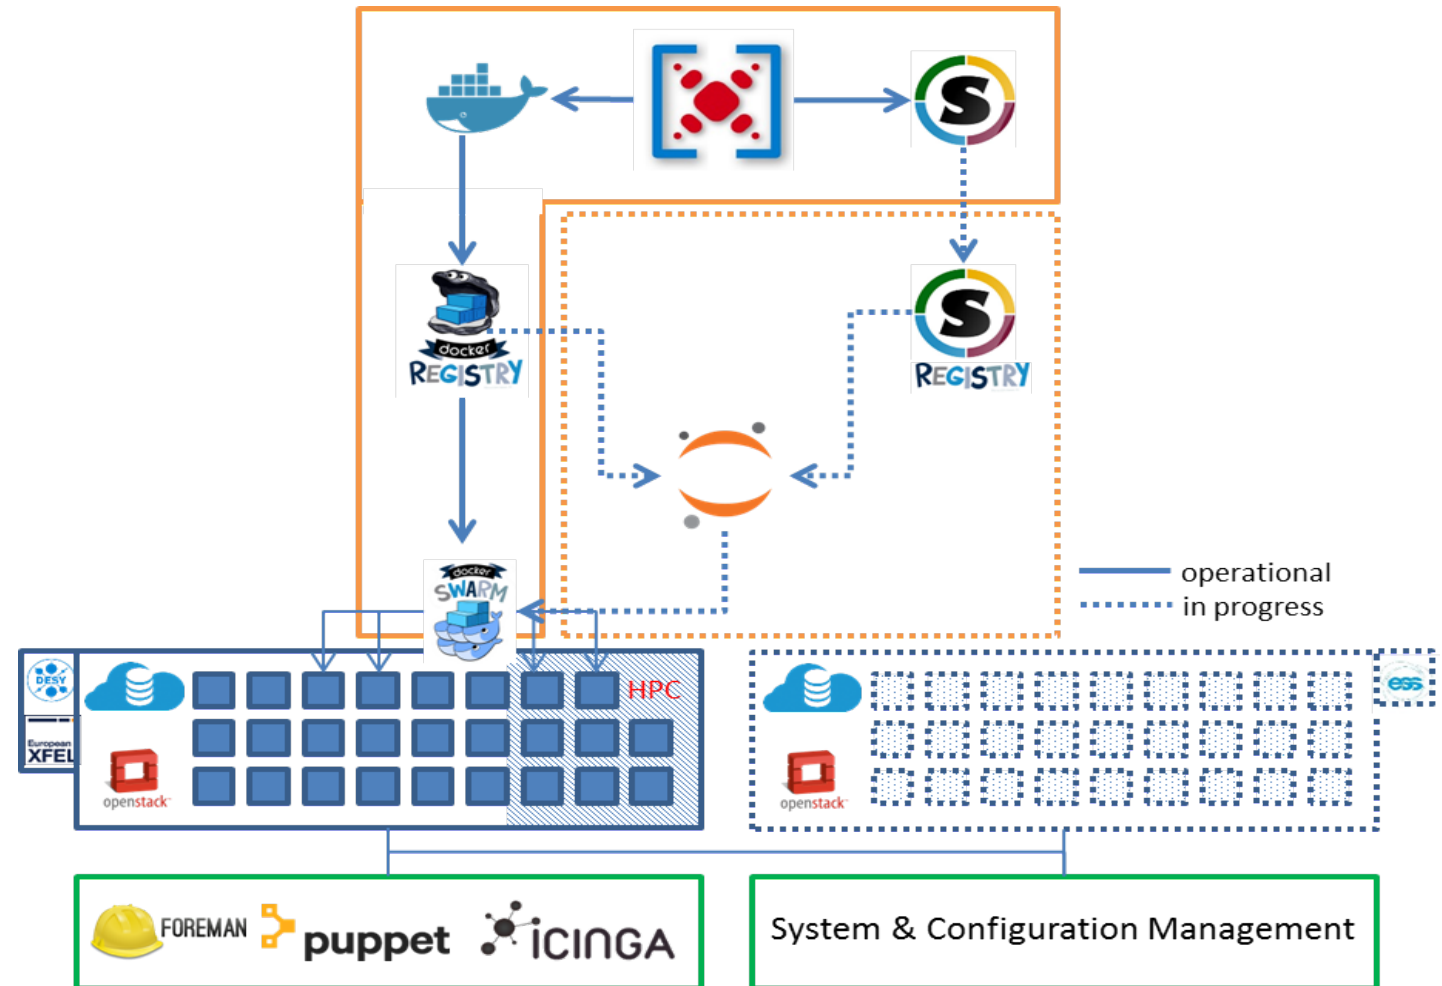 S
docker
REGISTRY
S
REGISTRY
docker
SWARM
operational
in progress
DESY
European
XFEL
HPC
openstack
openstack
ess
FOREMAN
puppet
ICINGA
System & Configuration Management